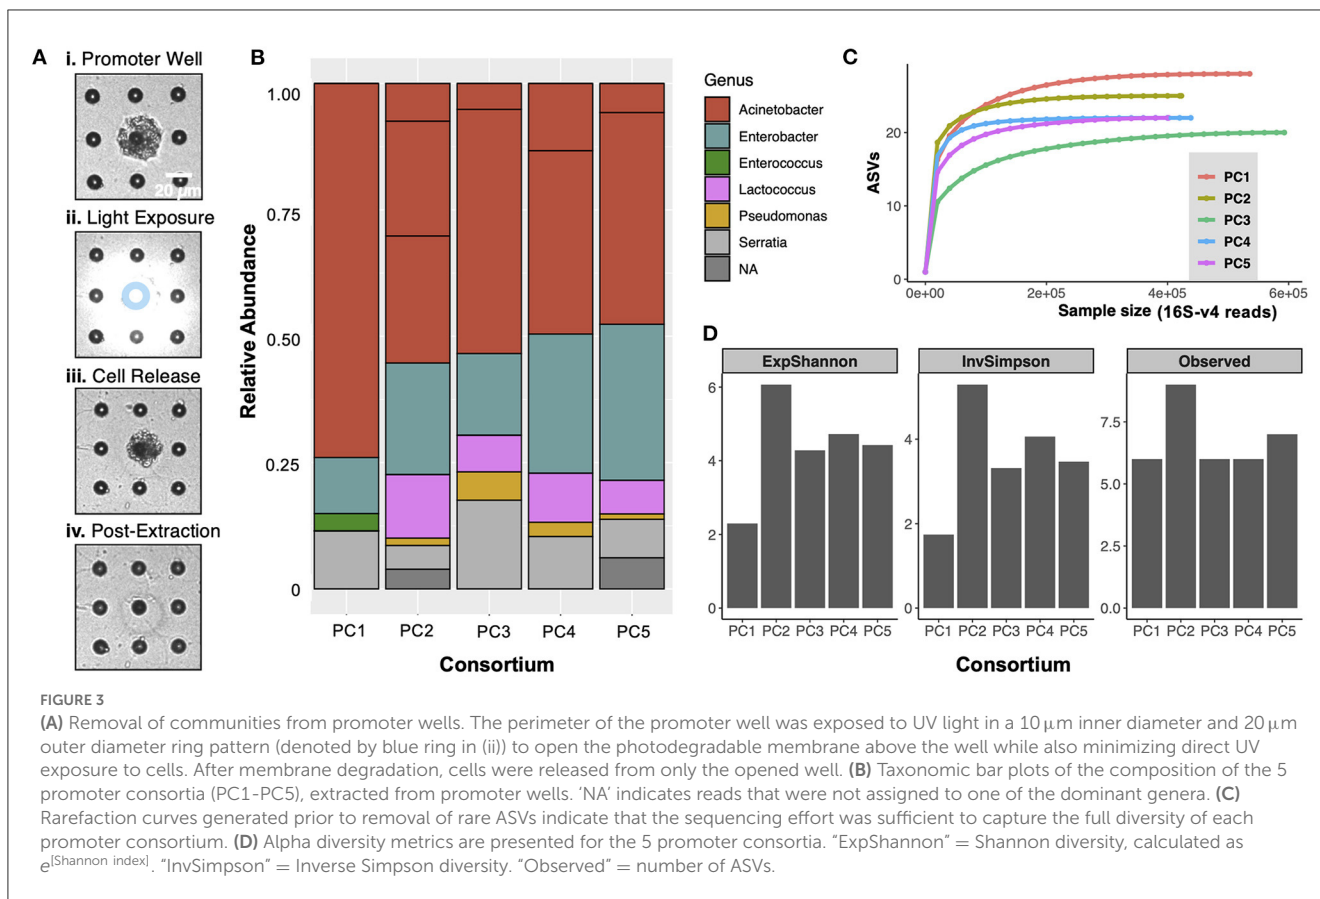 A
i. Promoter Well
20 µm
ii. Light Exposure
iii. Cell Release
iv. Post-Extraction
B
Relative Abundance
1.00
0.75
0.50
0.25
0
PC1 PC2 PC3 PC4 PC5
Consortium
Genus
Acinetobacter
Enterobacter
Enterococcus
Lactococcus
Pseudomonas
Serratia
NA
C
ASVs
20
10
0
0e+00 2e+05 4e+05 6e+05
Sample size (16S-v4 reads)
PC1
PC2
PC3
PC4
PC5
D
ExpShannon
6
4
2
0
PC1 PC2 PC3 PC4 PC5
InvSimpson
4
2
0
PC1 PC2 PC3 PC4 PC5
Observed
7.5
5.0
2.5
0.0
PC1 PC2 PC3 PC4 PC5
Consortium
FIGURE 3
(A) Removal of communities from promoter wells. The perimeter of the promoter well was exposed to UV light in a 10 µm inner diameter and 20 µm
outer diameter ring pattern (denoted by blue ring in (ii)) to open the photodegradable membrane above the well while also minimizing direct UV
exposure to cells. After membrane degradation, cells were released from only the opened well. (B) Taxonomic bar plots of the composition of the 5
promoter consortia (PC1-PC5), extracted from promoter wells. ‘NA’ indicates reads that were not assigned to one of the dominant genera. (C)
Rarefaction curves generated prior to removal of rare ASVs indicate that the sequencing effort was sufficient to capture the full diversity of each
promoter consortium. (D) Alpha diversity metrics are presented for the 5 promoter consortia. “ExpShannon” = Shannon diversity, calculated as
e[Shannon index]. “InvSimpson” = Inverse Simpson diversity. “Observed” = number of ASVs.